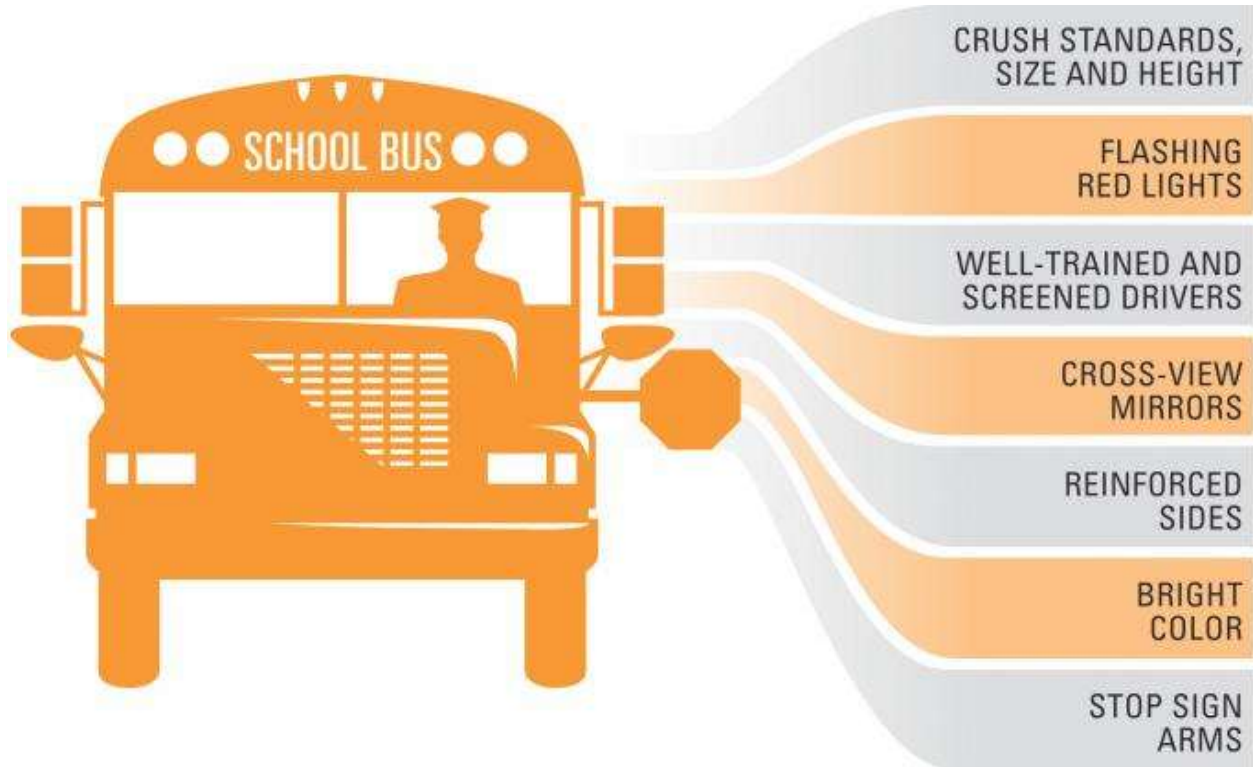 SCHOOL BUS
CRUSH STANDARDS,
SIZE AND HEIGHT
FLASHING
RED LIGHTS
WELL-TRAINED AND
SCREENED DRIVERS
CROSS-VIEW
MIRRORS
REINFORCED
SIDES
BRIGHT
COLOR
STOP SIGN
ARMS